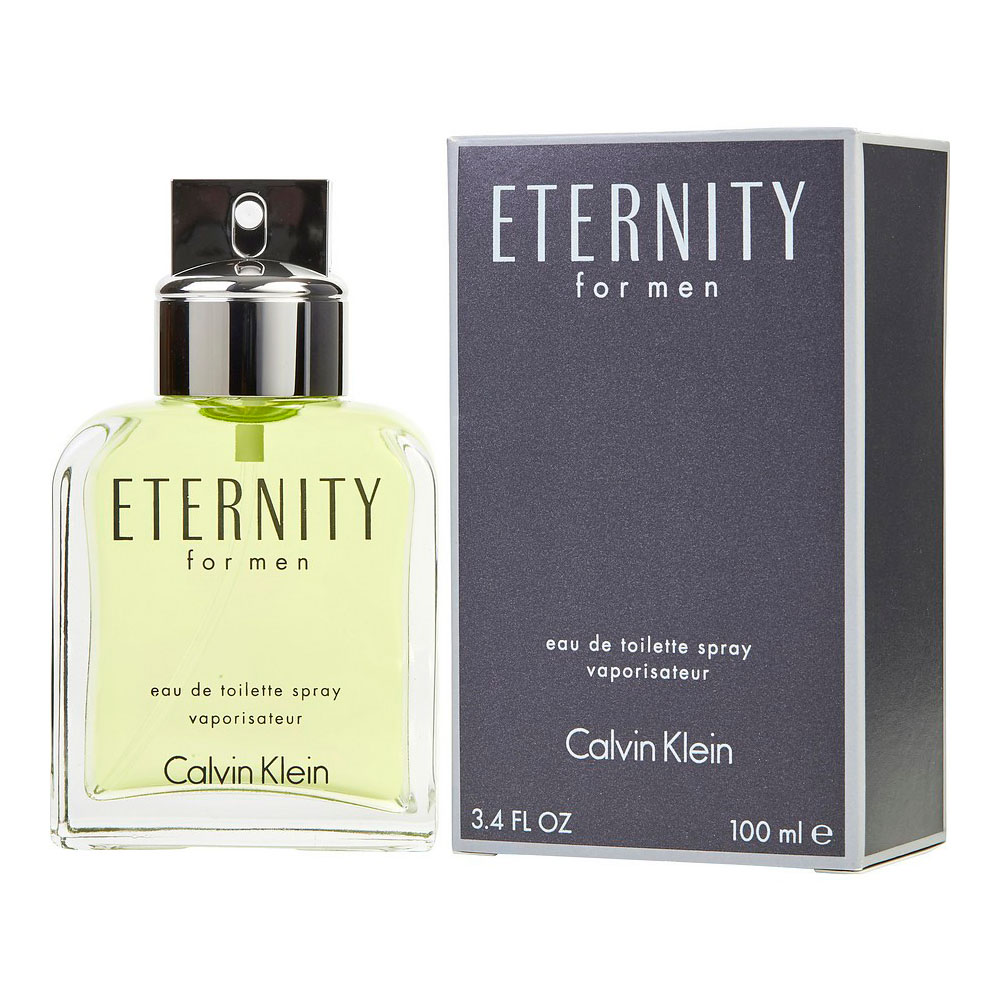 ETERNITY
for men
eau de toilette spray
vaporisateur
Calvin Klein
ETERNITY
for men
eau de toilette spray
vaporisateur
Calvin Klein
3.4 FL OZ 100 ml ℮